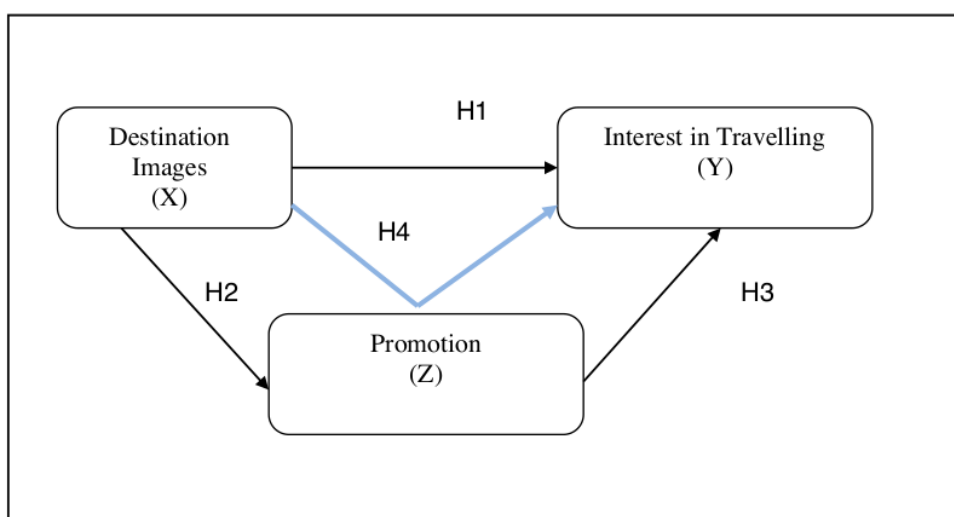 H1
Destination
Images
(X)
Interest in Travelling
(Y)
H4
H2
H3
Promotion
(Z)